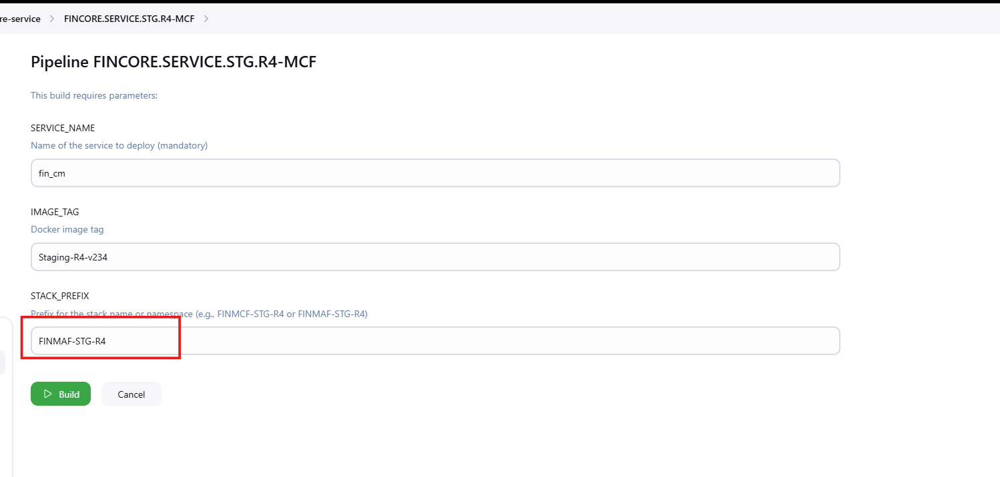 re-service > FINCORE.SERVICE.STG.R4-MCF >
Pipeline FINCORE.SERVICE.STG.R4-MCF
This build requires parameters:
SERVICE_NAME
Name of the service to deploy (mandatory)
fin_cm
IMAGE_TAG
Docker image tag
Staging-R4-v234
STACK_PREFIX
Prefix for the stack name or namespace (e.g., FINMCF-STG-R4 or FINMAF-STG-R4)
FINMAF-STG-R4
Build Cancel